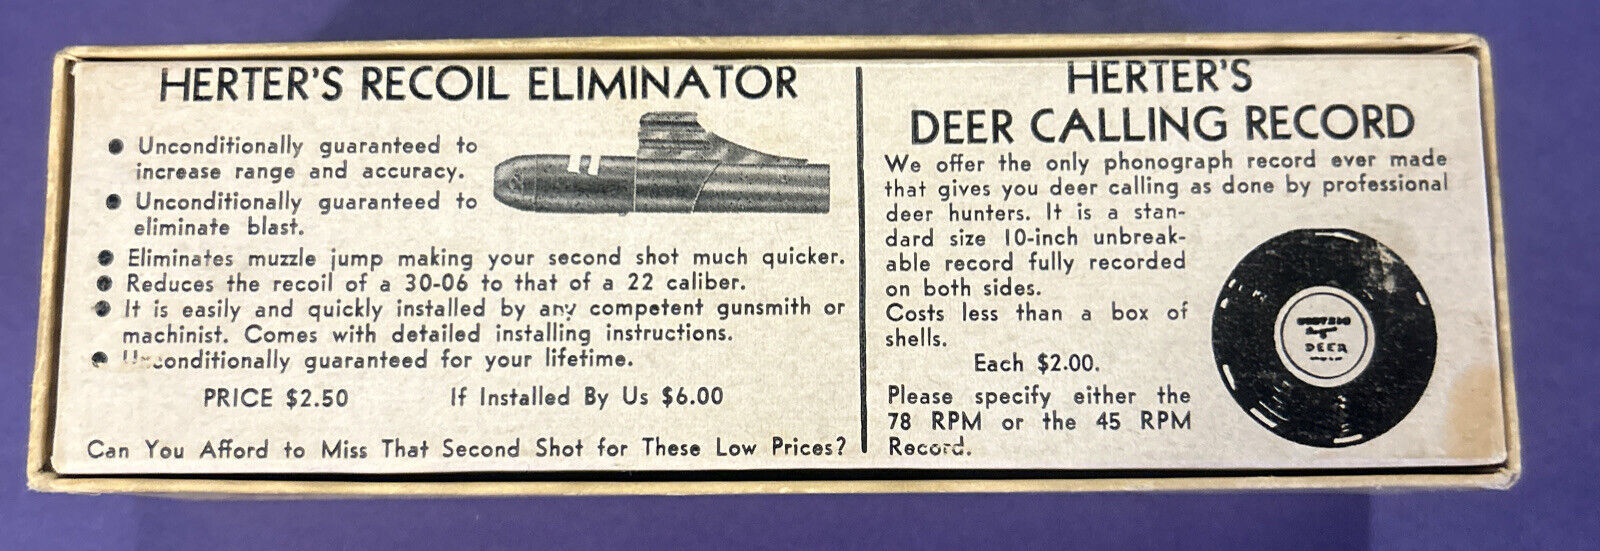 HERTER'S RECOIL ELIMINATOR
● Unconditionally guaranteed to
increase range and accuracy.
● Unconditionally guaranteed to
eliminate blast.
● Eliminates muzzle jump making your second shot much quicker.
● Reduces the recoil of a 30-06 to that of a 22 caliber.
● It is easily and quickly installed by any competent gunsmith or
machinist. Comes with detailed installing instructions.
● Unconditionally guaranteed for your lifetime.
PRICE $2.50 If Installed By Us $6.00
Can You Afford to Miss That Second Shot for These Low Prices?
HERTER'S
DEER CALLING RECORD
We offer the only phonograph record ever made
that gives you deer calling as done by professional
deer hunters. It is a stan-
dard size 10-inch unbreak-
able record fully recorded
on both sides.
Costs less than a box of
shells.
Each $2.00.
Please specify either the
78 RPM or the 45 RPM
Record.
DEER